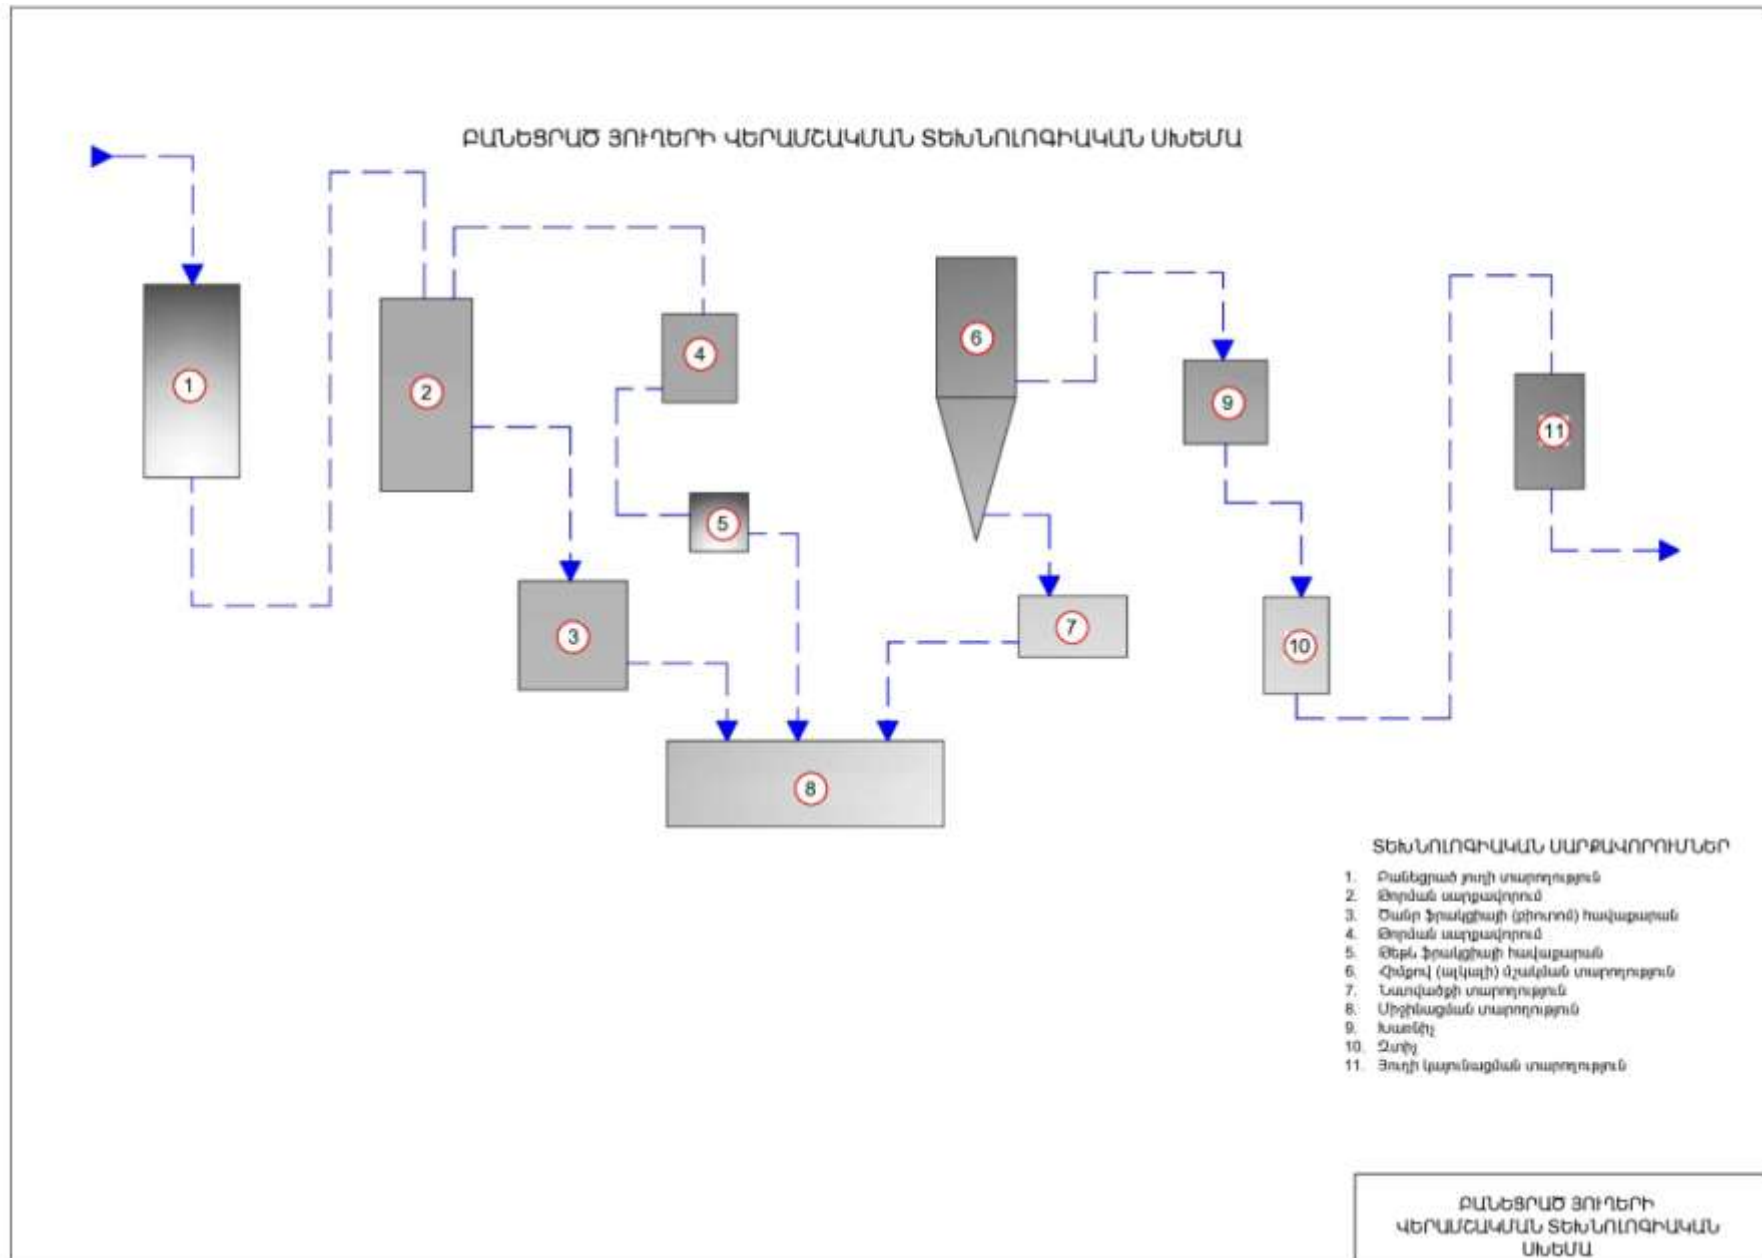 ԲԱՆԵՑՐԱԾ ՅՈՒՂԵՐԻ ՎԵՐԱՄՇԱԿՄԱՆ ՏԵԽՆՈԼՈԳԻԱԿԱՆ ՍԽԵՄԱ
1
2
3
4
5
6
7
8
9
10
11
ՏԵԽՆՈԼՈԳԻԱԿԱՆ ՍԱՐՔԱՎՈՐՈՒՄՆԵՐ
1. Բանեցրած յուղի տարողություն
2. Թորման սարքավորում
3. Ծանր ֆրակցիայի (բիտում) հավաքարան
4. Թորման սարքավորում
5. Թեթև ֆրակցիայի հավաքարան
6. Հիմքով (ալկալի) մշակման տարողություն
7. Նստվածքի տարողություն
8. Միջինացման տարողություն
9. Խառնիչ
10. Զտիչ
11. Յուղի կայունացման տարողություն
ԲԱՆԵՑՐԱԾ ՅՈՒՂԵՐԻ
ՎԵՐԱՄՇԱԿՄԱՆ ՏԵԽՆՈԼՈԳԻԱԿԱՆ
ՍԽԵՄԱ